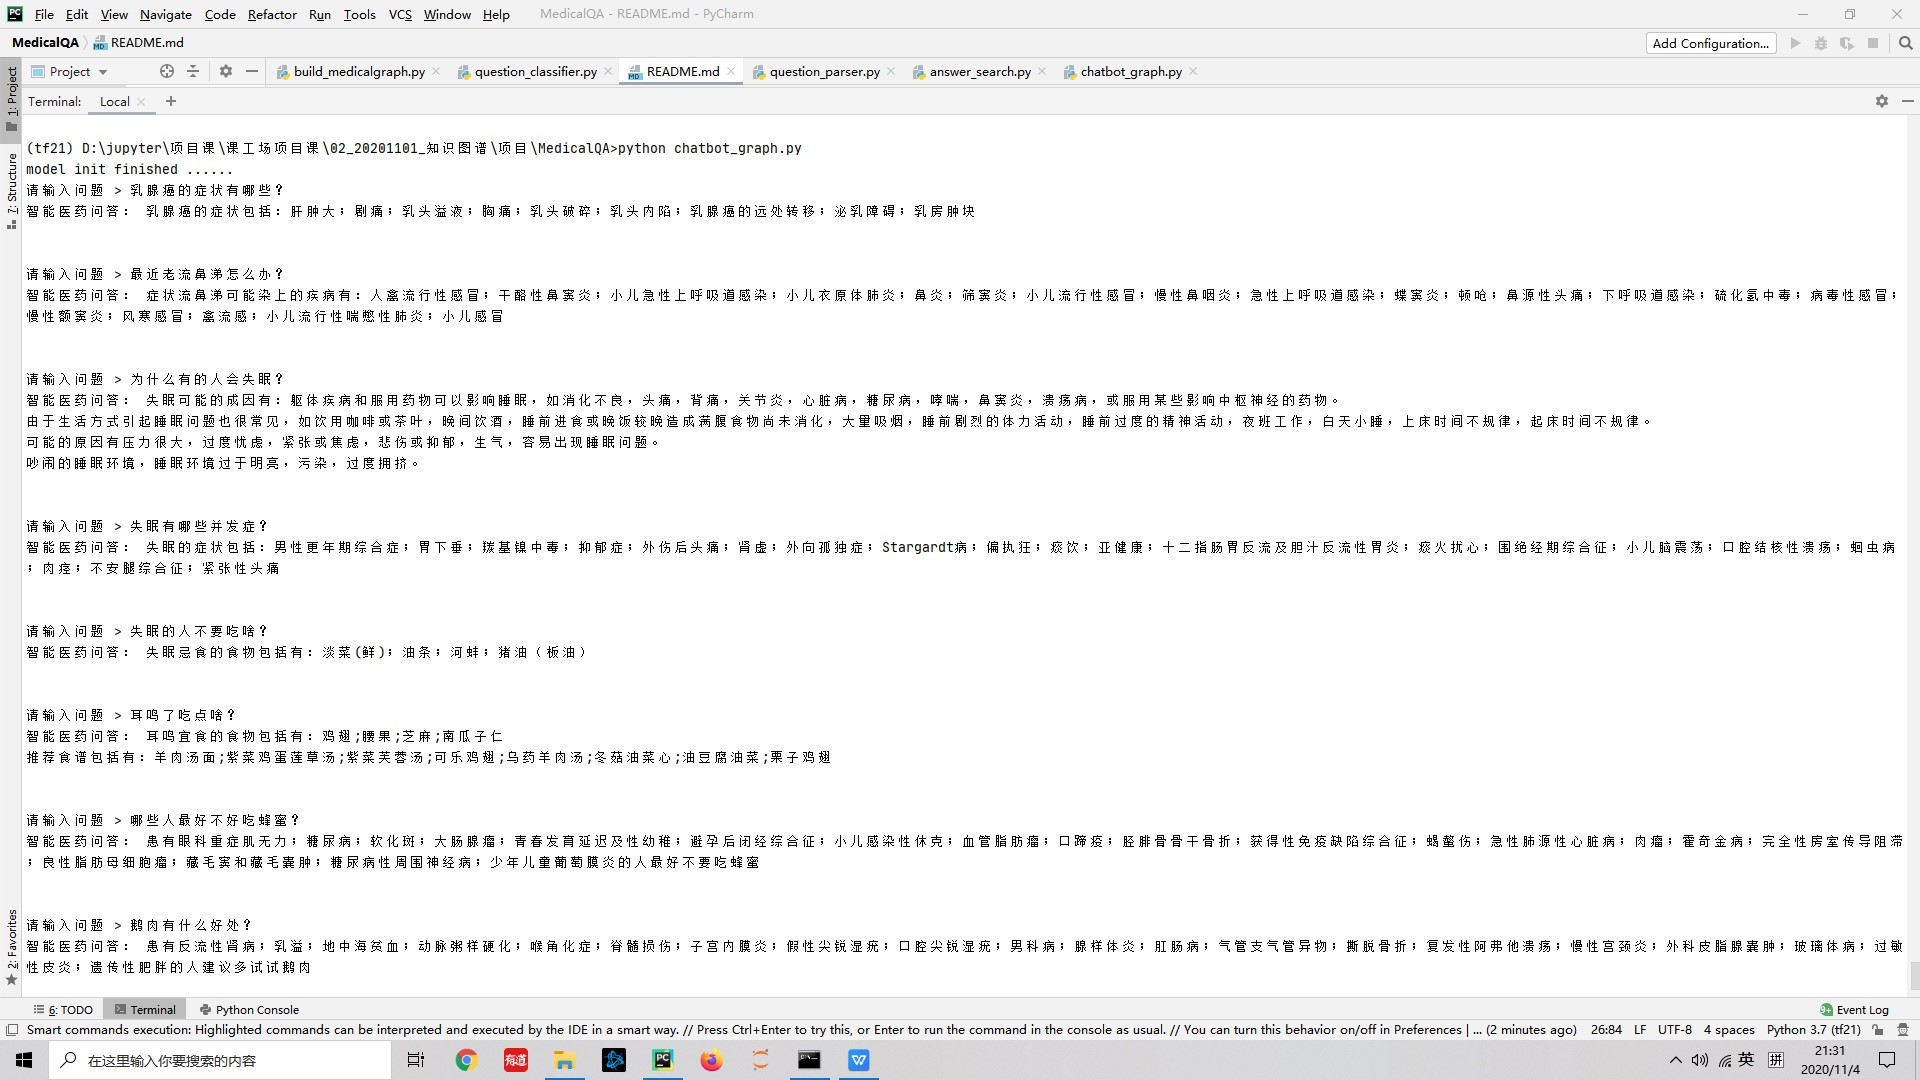 File Edit View Navigate Code Refactor Run Tools VCS Window Help MedicalQA - README.md - PyCharm
MedicalQA README.md Add Configuration...
Project build_medicalgraph.py question_classifier.py README.md question_parser.py answer_search.py chatbot_graph.py
1: Project
Terminal: Local +
(tf21) D:\jupyter\项目课\课工场项目课\02_20201101_知识图谱\项目\MedicalQA>python chatbot_graph.py
model init finished ......
请输入问题 > 乳腺癌的症状有哪些?
智能医药问答: 乳腺癌的症状包括：肝肿大；剧痛；乳头溢液；胸痛；乳头破碎；乳头内陷；乳腺癌的远处转移；泌乳障碍；乳房肿块
7: Structure
请输入问题 > 最近老流鼻涕怎么办?
智能医药问答: 症状流鼻涕可能染上的疾病有：人禽流行性感冒；干酪性鼻窦炎；小儿急性上呼吸道感染；小儿衣原体肺炎；鼻炎；筛窦炎；小儿流行性感冒；慢性鼻咽炎；急性上呼吸道感染；蝶窦炎；顿呛；鼻源性头痛；下呼吸道感染；硫化氢中毒；病毒性感冒；
慢性额窦炎；风寒感冒；禽流感；小儿流行性喘憋性肺炎；小儿感冒
请输入问题 > 为什么有的人会失眠?
智能医药问答: 失眠可能的成因有：躯体疾病和服用药物可以影响睡眠，如消化不良，头痛，背痛，关节炎，心脏病，糖尿病，哮喘，鼻窦炎，溃疡病，或服用某些影响中枢神经的药物。
由于生活方式引起睡眠问题也很常见，如饮用咖啡或茶叶，晚间饮酒，睡前进食或晚饭较晚造成满腹食物尚未消化，大量吸烟，睡前剧烈的体力活动，睡前过度的精神活动，夜班工作，白天小睡，上床时间不规律，起床时间不规律。
可能的原因有压力很大，过度忧虑，紧张或焦虑，悲伤或抑郁，生气，容易出现睡眠问题。
吵闹的睡眠环境，睡眠环境过于明亮，污染，过度拥挤。
请输入问题 > 失眠有哪些并发症?
智能医药问答: 失眠的症状包括：男性更年期综合症；胃下垂；羰基镍中毒；抑郁症；外伤后头痛；肾虚；外向孤独症；Stargardt病；偏执狂；痰饮；亚健康；十二指肠胃反流及胆汁反流性胃炎；痰火扰心；围绝经期综合征；小儿脑震荡；口腔结核性溃疡；蛔虫病
；肉痉；不安腿综合征；紧张性头痛
请输入问题 > 失眠的人不要吃啥?
智能医药问答: 失眠忌食的食物包括有：淡菜(鲜)；油条；河蚌；猪油（板油）
请输入问题 > 耳鸣了吃点啥?
智能医药问答: 耳鸣宜食的食物包括有：鸡翅;腰果;芝麻;南瓜子仁
推荐食谱包括有：羊肉汤面;紫菜鸡蛋莲草汤;紫菜芙蓉汤;可乐鸡翅;乌药羊肉汤;冬菇油菜心;油豆腐油菜;栗子鸡翅
请输入问题 > 哪些人最好不好吃蜂蜜?
智能医药问答: 患有眼科重症肌无力；糖尿病；软化斑；大肠腺瘤；青春发育延迟及性幼稚；避孕后闭经综合征；小儿感染性休克；血管脂肪瘤；口蹄疫；胫腓骨骨干骨折；获得性免疫缺陷综合征；蝎螫伤；急性肺源性心脏病；肉瘤；霍奇金病；完全性房室传导阻滞
；良性脂肪母细胞瘤；藏毛窦和藏毛囊肿；糖尿病性周围神经病；少年儿童葡萄膜炎的人最好不要吃蜂蜜
请输入问题 > 鹅肉有什么好处?
智能医药问答: 患有反流性肾病；乳溢；地中海贫血；动脉粥样硬化；喉角化症；脊髓损伤；子宫内膜炎；假性尖锐湿疣；口腔尖锐湿疣；男科病；腺样体炎；肛肠病；气管支气管异物；撕脱骨折；复发性阿弗他溃疡；慢性宫颈炎；外科皮脂腺囊肿；玻璃体病；过敏
性皮炎；遗传性肥胖的人建议多试试鹅肉
2: Favorites
6: TODO Terminal Python Console Event Log
Smart commands execution: Highlighted commands can be interpreted and executed by the IDE in a smart way. // Press Ctrl+Enter to try this, or Enter to run the command in the console as usual. // You can turn this behavior on/off in Preferences | ... (2 minutes ago) 26:84 LF UTF-8 4 spaces Python 3.7 (tf21)
在这里输入你要搜索的内容 有道 英 拼 21:31
2020/11/4